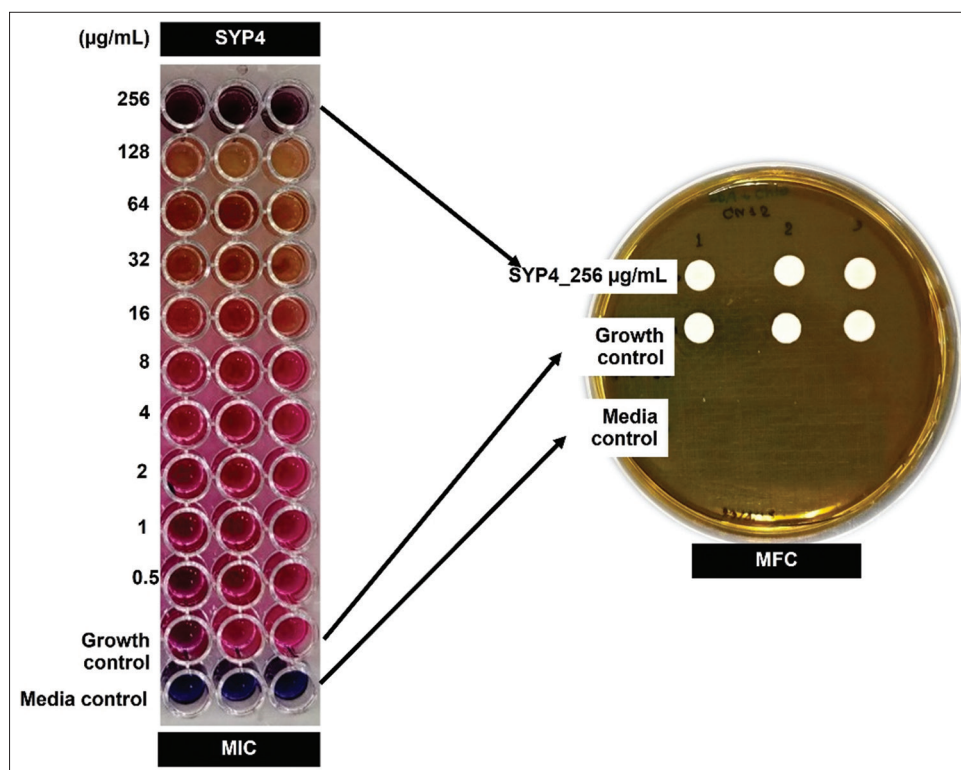 (µg/mL)
SYP4
256
128
64
32
16
8
4
2
1
0.5
Growth
control
Media control
MIC
1
2
3
SYP4_256 µg/mL
Growth
control
Media
control
MFC